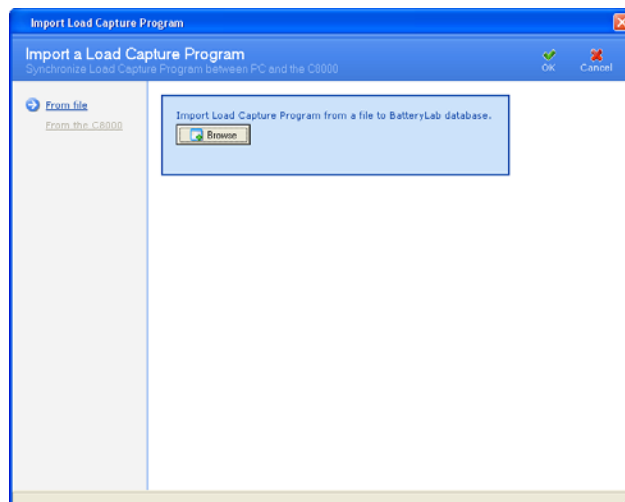 Import Load Capture Program
Import a Load Capture Program
Synchronize Load Capture Program between PC and the C8000
OK
Cancel
From file
From the C8000
Import Load Capture Program from a file to BatteryLab database.
Browse